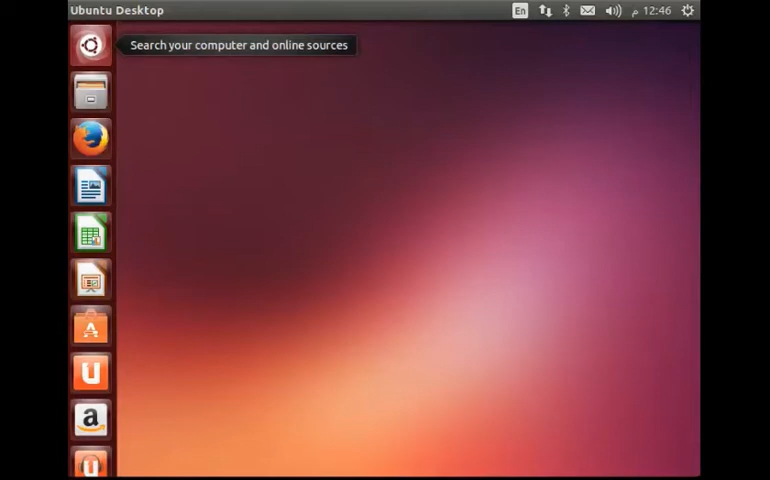 Ubuntu Desktop
En
م 12:46
Search your computer and online sources